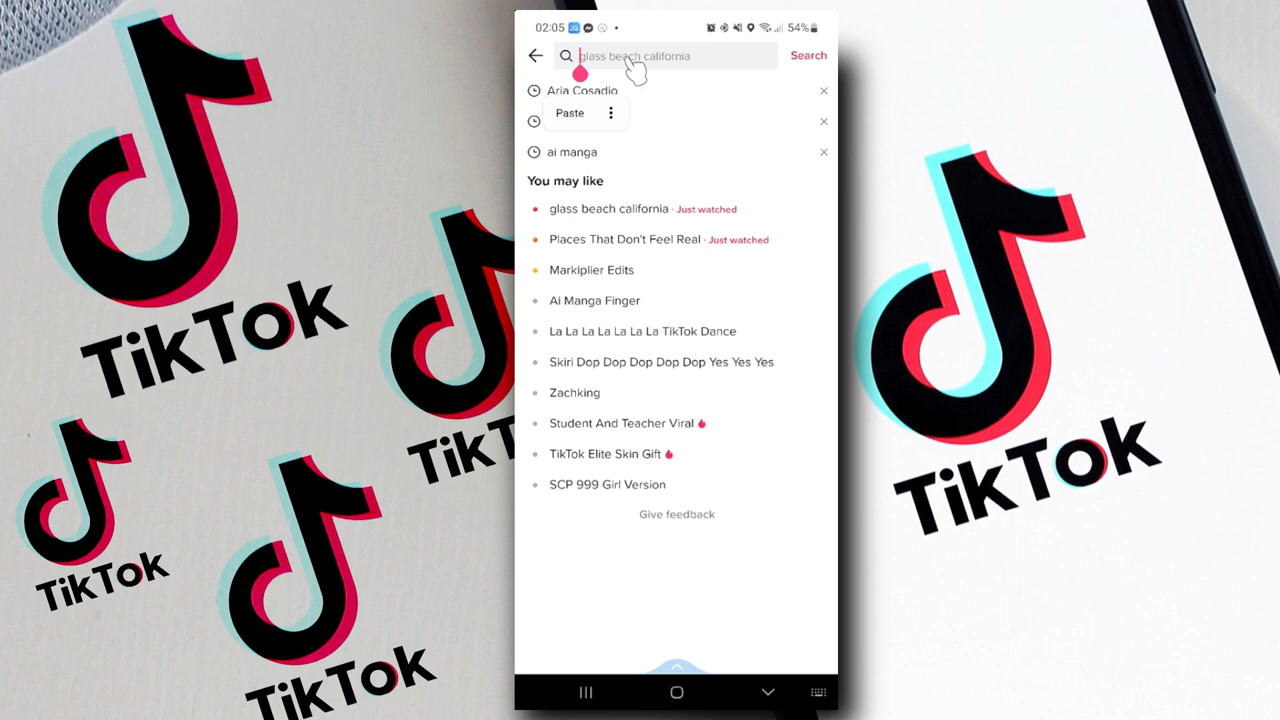 02:05
54%
glass beach california
Search
Aria Cosadio
Paste
ai manga
You may like
glass beach california · Just watched
Places That Don't Feel Real · Just watched
Markiplier Edits
Ai Manga Finger
La La La La La La La TikTok Dance
Skiri Dop Dop Dop Dop Dop Yes Yes Yes
Zachking
Student And Teacher Viral
TikTok Elite Skin Gift
SCP 999 Girl Version
Give feedback
TikTok
TikT
TikTok
TikTok
TikTok